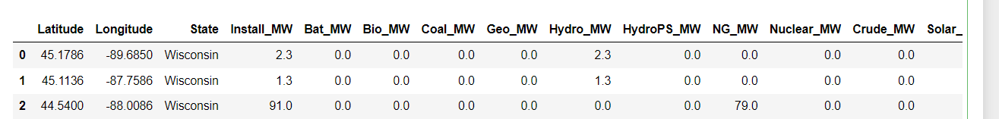 Latitude Longitude State Install_MW Bat_MW Bio_MW Coal_MW Geo_MW Hydro_MW HydroPS_MW NG_MW Nuclear_MW Crude_MW Solar_
0 45.1786 -89.6850 Wisconsin 2.3 0.0 0.0 0.0 0.0 2.3 0.0 0.0 0.0 0.0
1 45.1136 -87.7586 Wisconsin 1.3 0.0 0.0 0.0 0.0 1.3 0.0 0.0 0.0 0.0
2 44.5400 -88.0086 Wisconsin 91.0 0.0 0.0 0.0 0.0 0.0 0.0 79.0 0.0 0.0